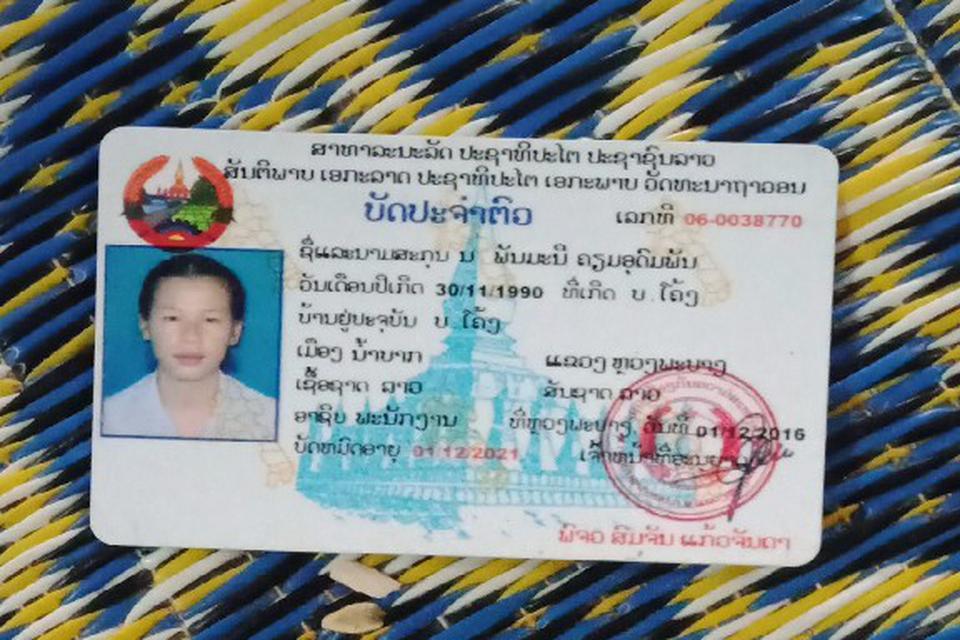 ສາທາລະນະລັດ ປະຊາທິປະໄຕ ປະຊາຊົນລາວ
ສັນຕິພາບ ເອກະລາດ ປະຊາທິປະໄຕ ເອກະພາບ ວັດທະນາຖາວອນ
ບັດປະຈຳຕົວ ເລກທີ 06-0038770
ຊື່ແລະນາມສະກຸນ ນ ພັນມະນີ ຄຽມອຸດົມພັນ
ວັນເດືອນປີເກີດ 30/11/1990 ທີ່ເກີດ ບ.ໂຄ້ງ
ບ້ານຢູ່ປະຈຸບັນ ບ.ໂຄ້ງ
ເມືອງ ນ້ຳບາກ ແຂວງ ຫຼວງພະບາງ
ເຊື້ອຊາດ ລາວ ສັນຊາດ ລາວ
ອາຊີບ ພະນັກງານ ທີ່ຫຼວງພະບາງ, ວັນທີ 01/12/2016
ບັດຫມົດອາຍຸ 01/12/2021 ເຈົ້າຫນ້າທີ່
ພົຈວ ສີມຈັນ ແກ້ວຈັນດາ